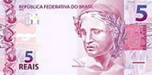 REPÚBLICA FEDERATIVA DO BRASIL
5
5
REAIS